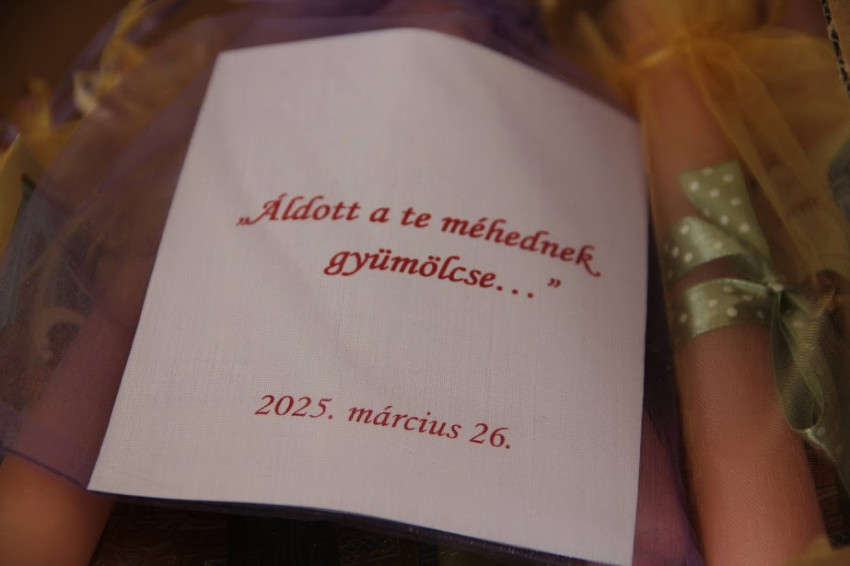 „Áldott a te méhednek
gyümölcse... ”
2025. március 26.